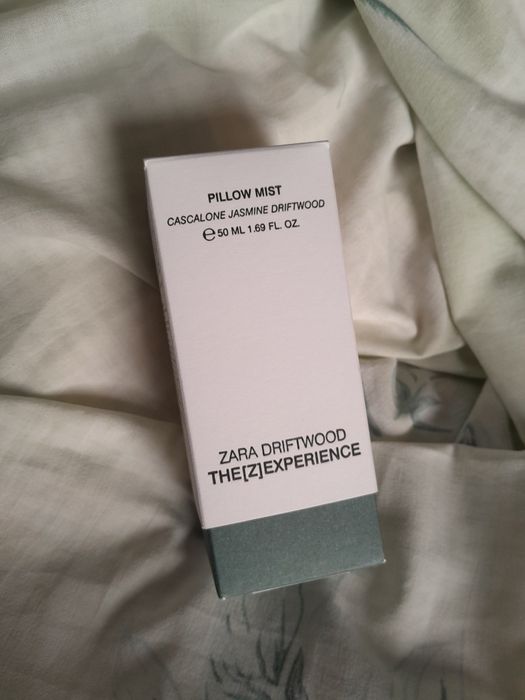 PILLOW MIST
CASCALONE JASMINE DRIFTWOOD
℮ 50 ML 1.69 FL. OZ.
ZARA DRIFTWOOD
THE[Z]EXPERIENCE